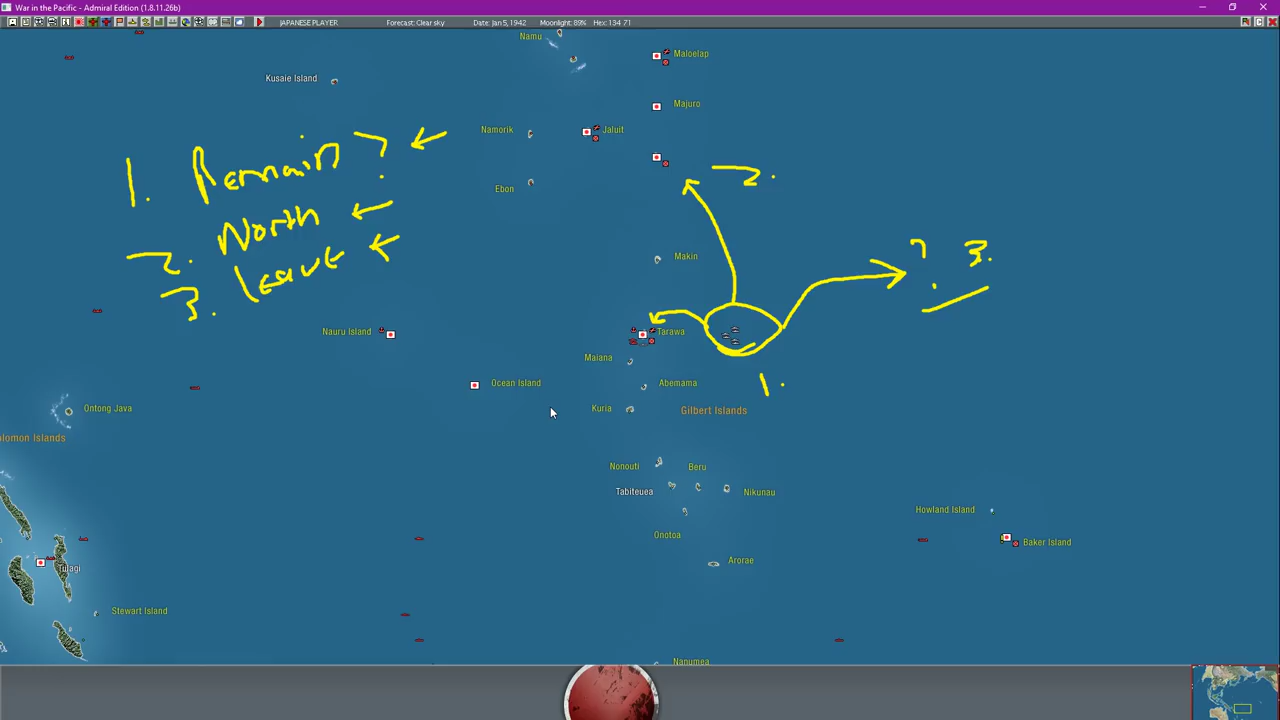 War in the Pacific - Admiral Edition (1.8.11.26b)
JAPANESE PLAYER Forecast: Clear sky Date: Jan 5, 1942 Moonlight: 89% Hex: 134 71
Namu
Maloelap
Kusaie Island
Majuro
Namorik
Jaluit
1. Remain ?
Ebon
2.
2. North
? 3.
3. Leave
Makin
Nauru Island
Tarawa
Maiana
Ocean Island
Abemama
1.
Ontong Java
Kuria
Gilbert Islands
olomon Islands
Nonouti
Beru
Tabiteuea
Nikunau
Howland Island
Onotoa
Baker Island
Arorae
Tulagi
Stewart Island
Nanumea